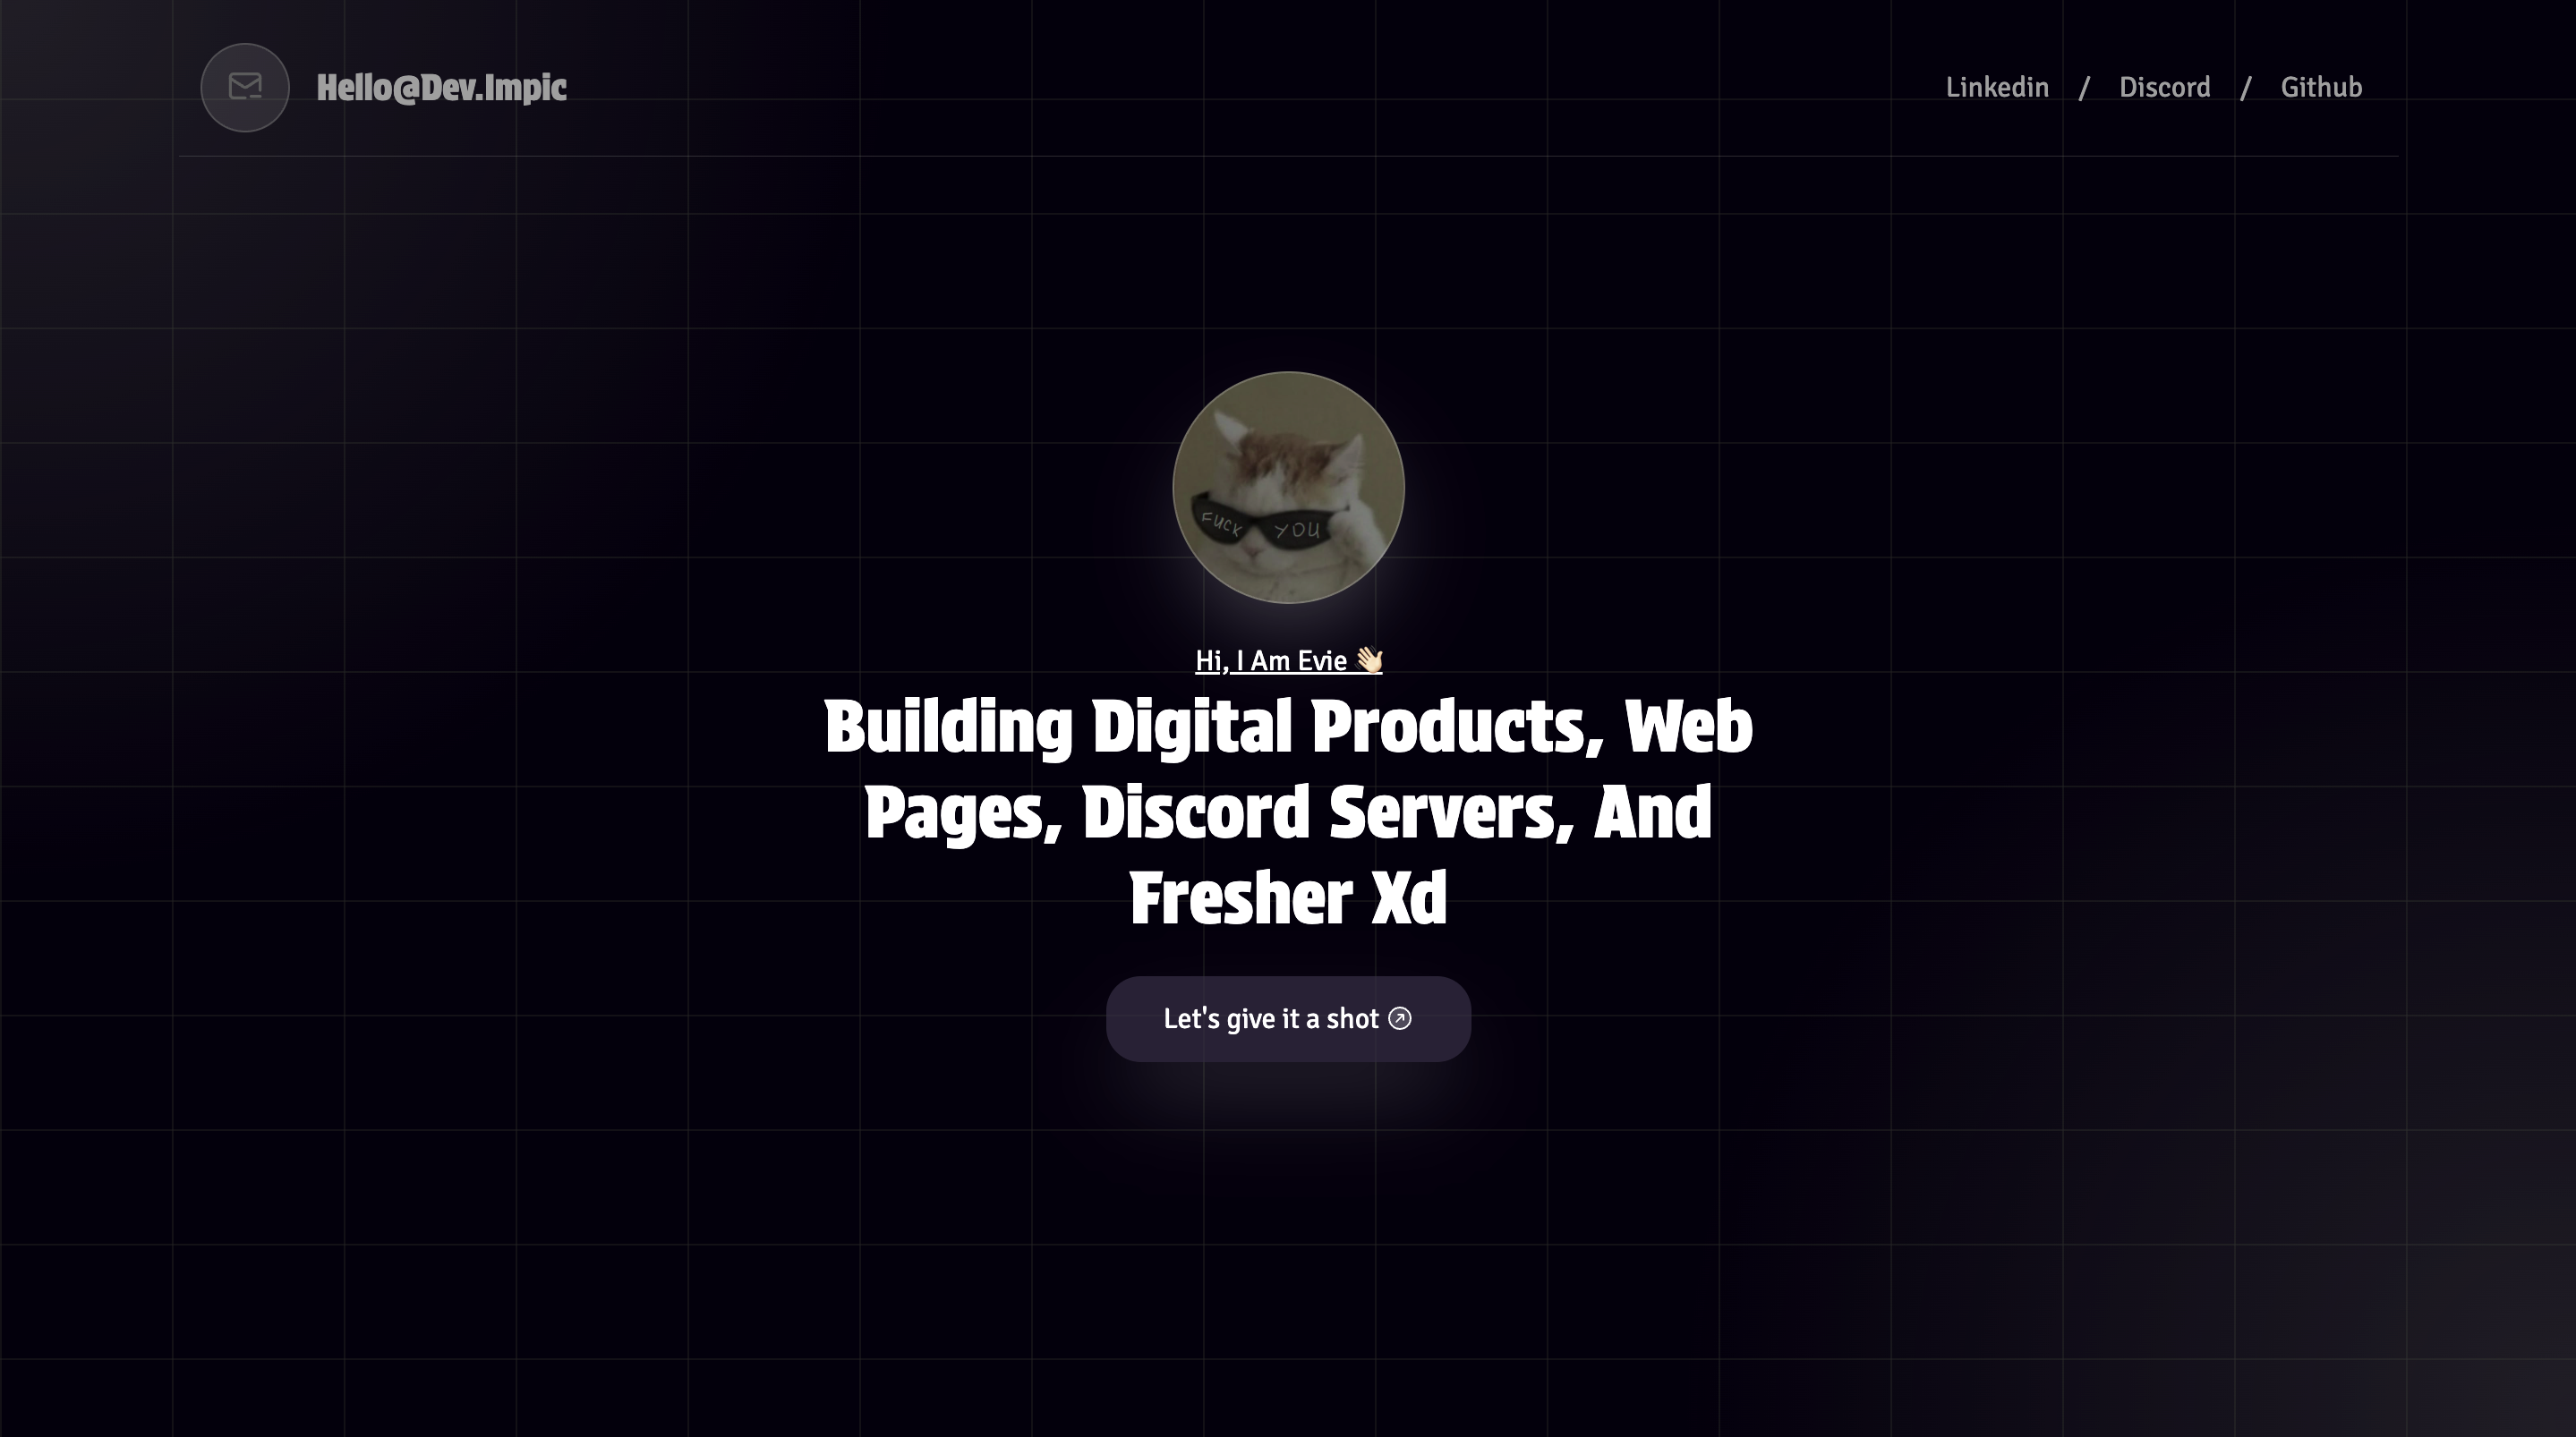 Hello@Dev.Impic
Linkedin / Discord / Github
FUCK YOU
Hi, I Am Evie 👋🏻
Building Digital Products, Web
Pages, Discord Servers, And
Fresher Xd
Let's give it a shot